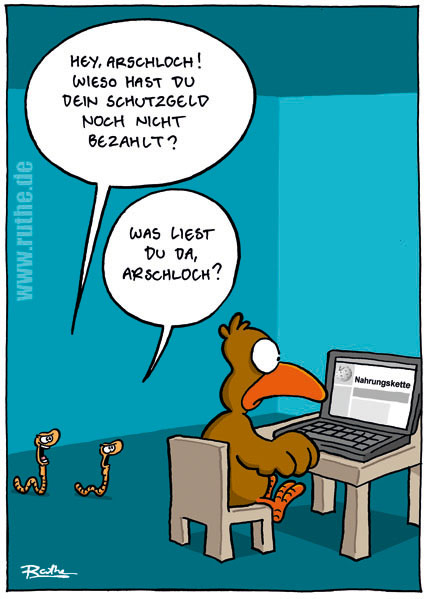 HEY, ARSCHLOCH!
WIESO HAST DU
DEIN SCHUTZGELD
NOCH NICHT
BEZAHLT?
WAS LIEST
DU DA,
ARSCHLOCH?
www.ruthe.de
Nahrungskette
Ruthe